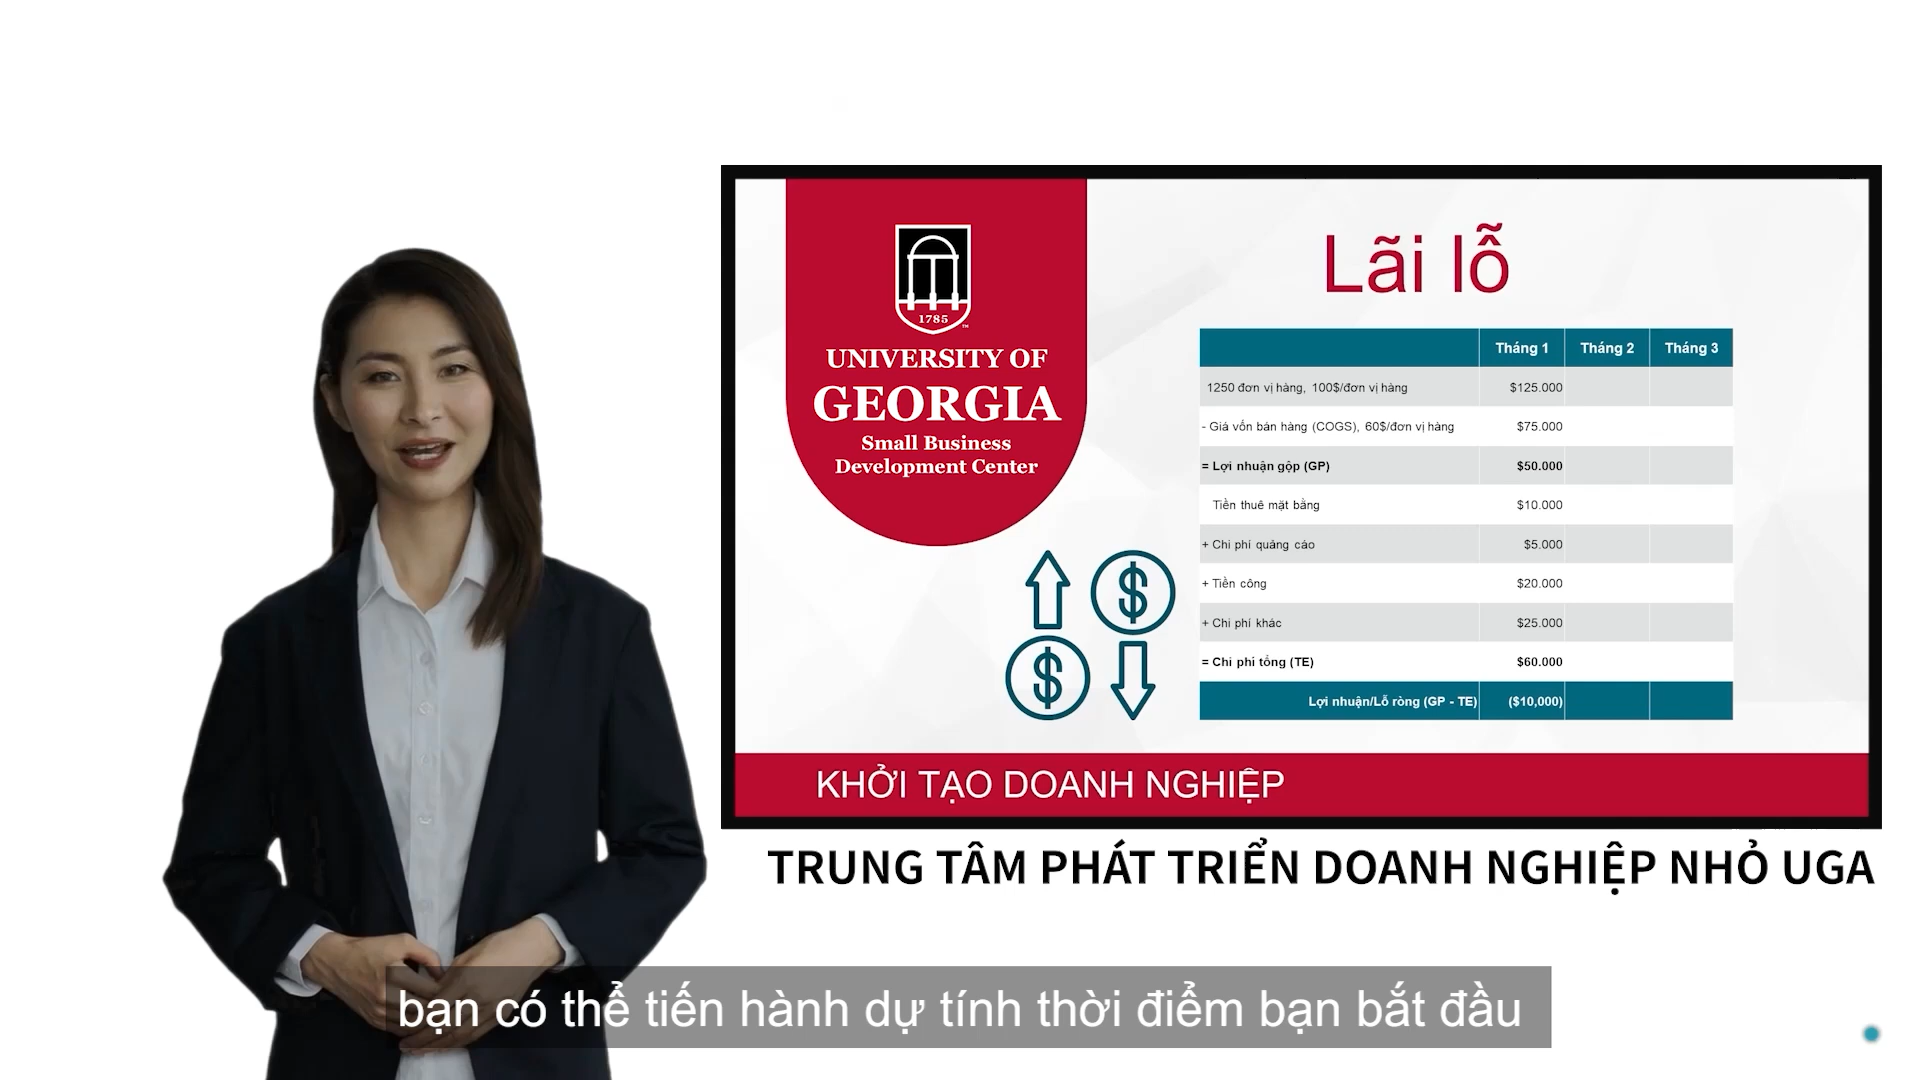 1785
UNIVERSITY OF
GEORGIA
Small Business
Development Center
Lãi lỗ
Tháng 1 Tháng 2 Tháng 3
1250 đơn vị hàng, 100$/đơn vị hàng $125.000
- Giá vốn bán hàng (COGS), 60$/đơn vị hàng $75.000
= Lợi nhuận gộp (GP) $50.000
Tiền thuê mặt bằng $10.000
+ Chi phí quảng cáo $5.000
+ Tiền công $20.000
+ Chi phí khác $25.000
= Chi phí tổng (TE) $60.000
Lợi nhuận/Lỗ ròng (GP - TE) ($10,000)
KHỞI TẠO DOANH NGHIỆP
TRUNG TÂM PHÁT TRIỂN DOANH NGHIỆP NHỎ UGA
bạn có thể tiến hành dự tính thời điểm bạn bắt đầu